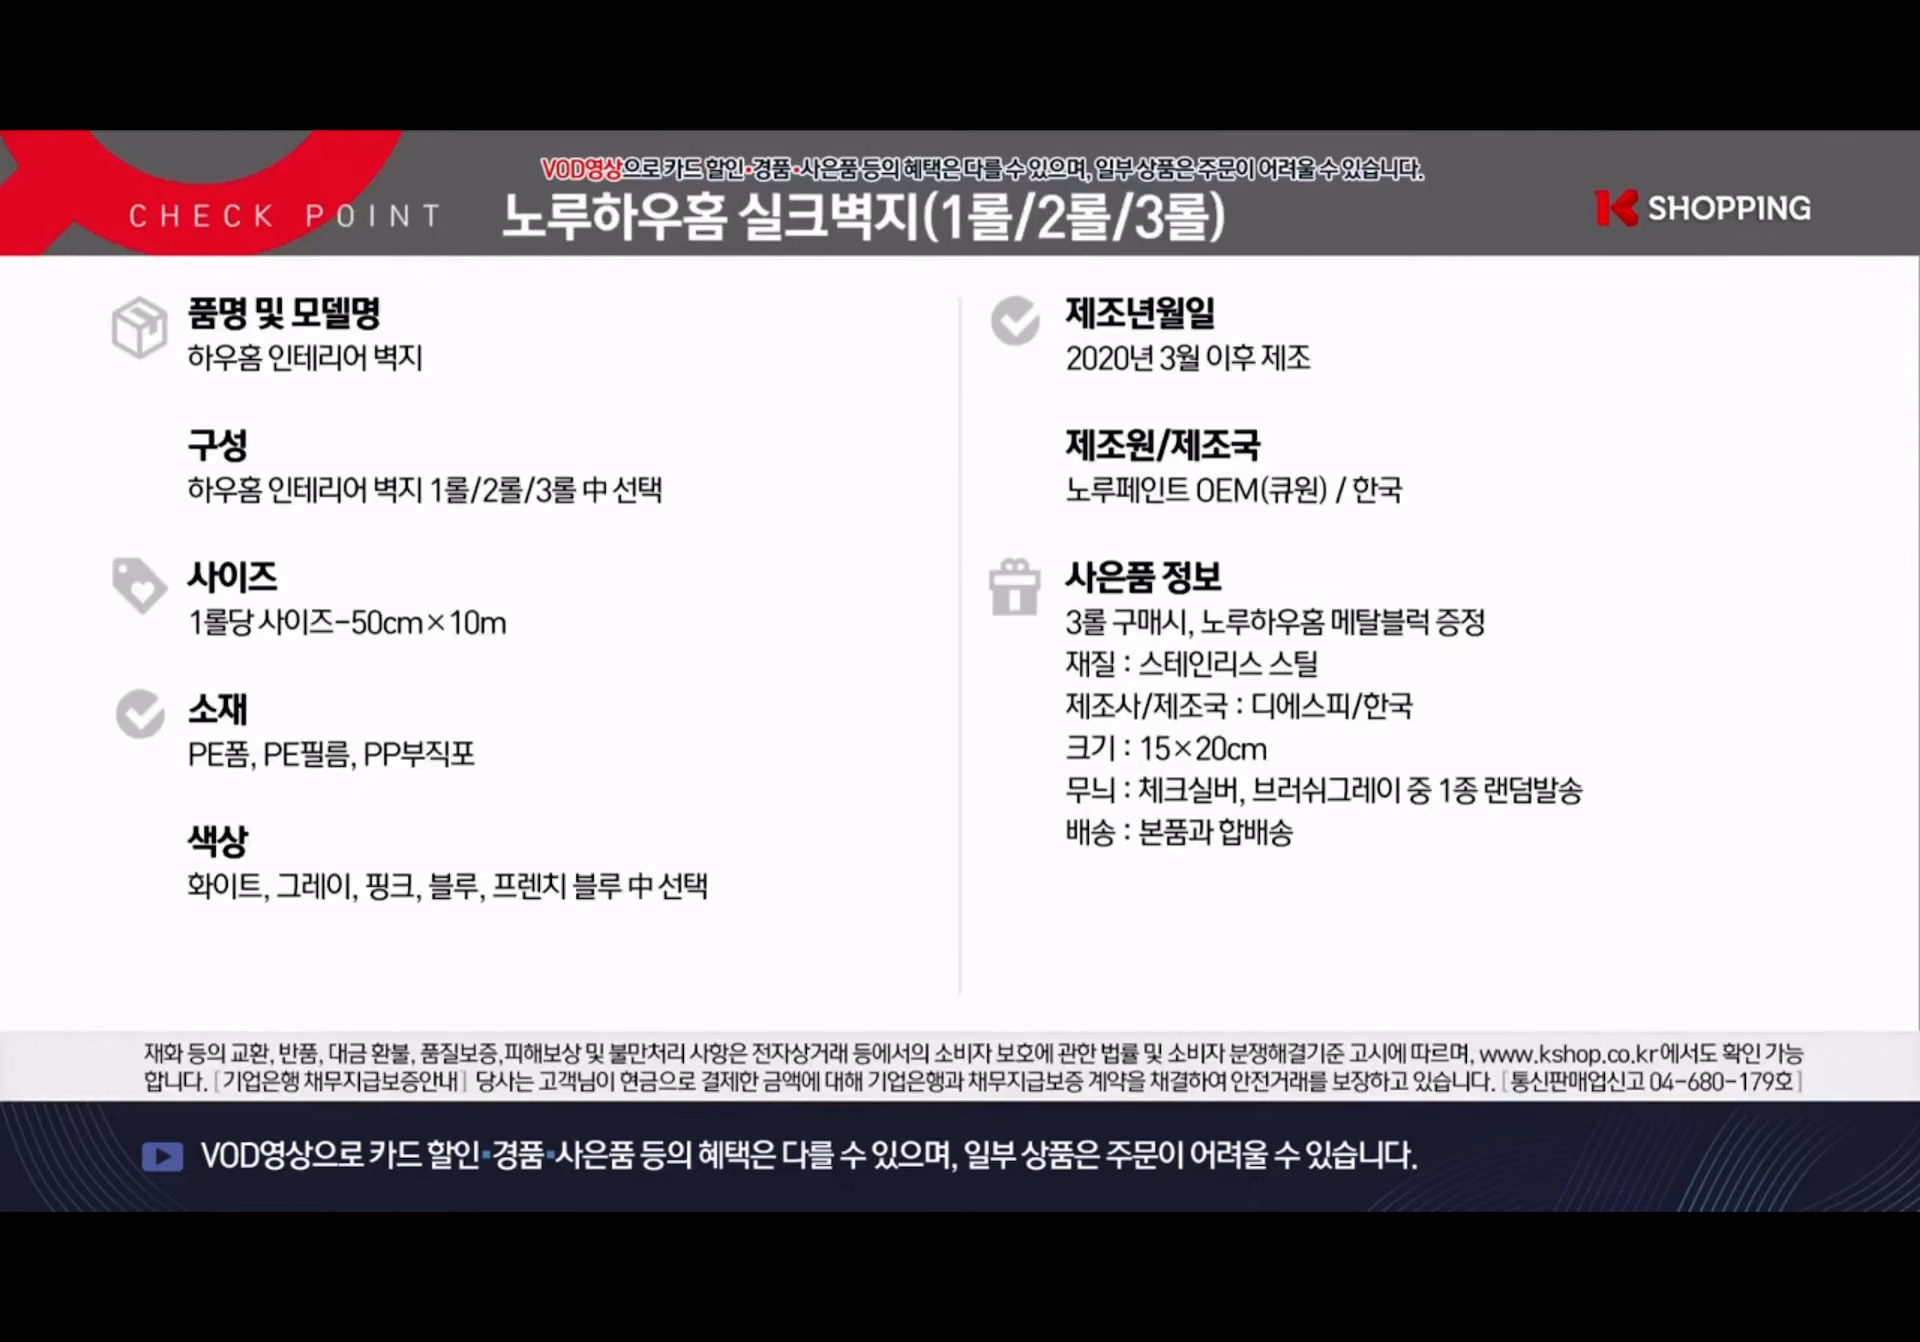 VOD영상으로 카드 할인•경품•사은품 등의 혜택은 다를 수 있으며, 일부 상품은 주문이 어려울 수 있습니다.
CHECK POINT
노루하우홈 실크벽지(1롤/2롤/3롤)
K SHOPPING
품명 및 모델명
하우홈 인테리어 벽지
구성
하우홈 인테리어 벽지 1롤/2롤/3롤 中 선택
사이즈
1롤당 사이즈-50cm×10m
소재
PE폼, PE필름, PP부직포
색상
화이트, 그레이, 핑크, 블루, 프렌치 블루 中 선택
제조년월일
2020년 3월 이후 제조
제조원/제조국
노루페인트 OEM(큐원) / 한국
사은품 정보
3롤 구매시, 노루하우홈 메탈블럭 증정
재질 : 스테인리스 스틸
제조사/제조국 : 디에스피/한국
크기 : 15×20cm
무늬 : 체크실버, 브러쉬그레이 중 1종 랜덤발송
배송 : 본품과 합배송
재화 등의 교환, 반품, 대금 환불, 품질보증,피해보상 및 불만처리 사항은 전자상거래 등에서의 소비자 보호에 관한 법률 및 소비자 분쟁해결기준 고시에 따르며, www.kshop.co.kr에서도 확인 가능
합니다. [기업은행 채무지급보증안내] 당사는 고객님이 현금으로 결제한 금액에 대해 기업은행과 채무지급보증 계약을 채결하여 안전거래를 보장하고 있습니다. [통신판매업신고 04-680-179호]
VOD영상으로 카드 할인▪경품▪사은품 등의 혜택은 다를 수 있으며, 일부 상품은 주문이 어려울 수 있습니다.